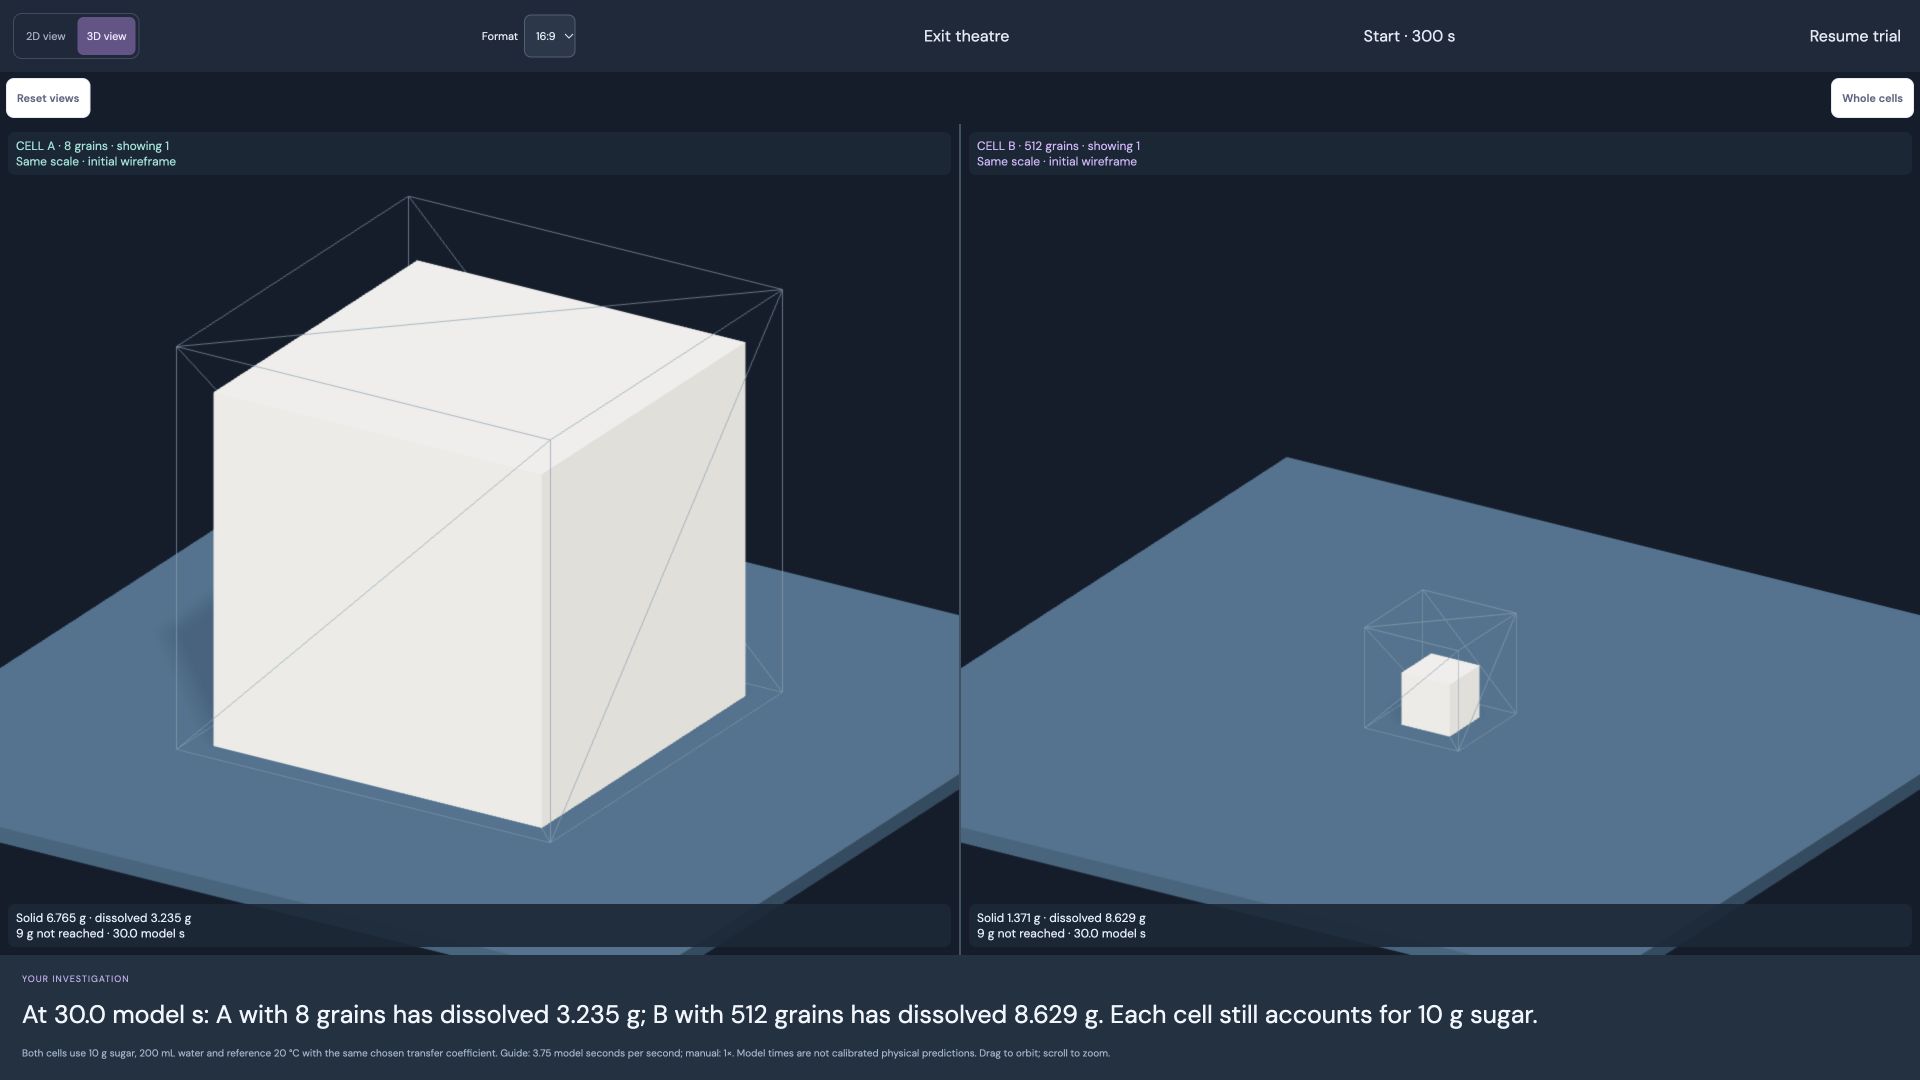 2D view
3D view
Format
16:9
Exit theatre
Start · 300 s
Resume trial
Reset views
Whole cells
CELL A · 8 grains · showing 1
Same scale · initial wireframe
CELL B · 512 grains · showing 1
Same scale · initial wireframe
Solid 6.765 g · dissolved 3.235 g
9 g not reached · 30.0 model s
Solid 1.371 g · dissolved 8.629 g
9 g not reached · 30.0 model s
YOUR INVESTIGATION
At 30.0 model s: A with 8 grains has dissolved 3.235 g; B with 512 grains has dissolved 8.629 g. Each cell still accounts for 10 g sugar.
Both cells use 10 g sugar, 200 mL water and reference 20 °C with the same chosen transfer coefficient. Guide: 3.75 model seconds per second; manual: 1×. Model times are not calibrated physical predictions. Drag to orbit; scroll to zoom.